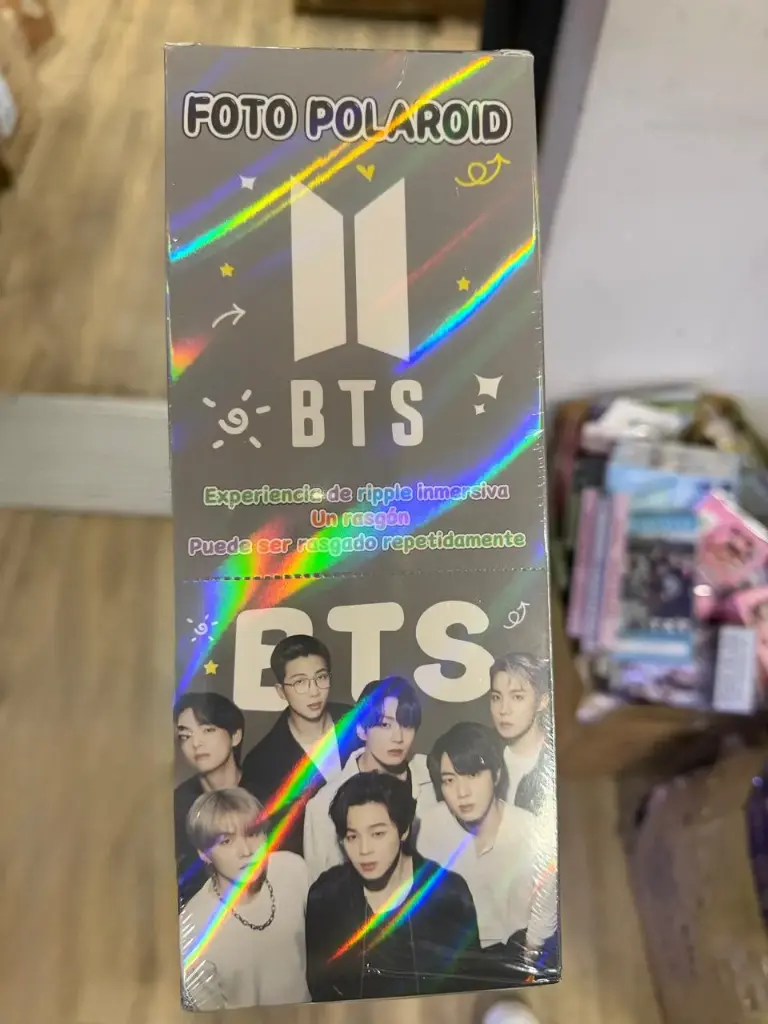 FOTO POLAROID
BTS
Experiencia de ripple inmersiva
Un rasgón
Puede ser rasgado repetidamente
BTS